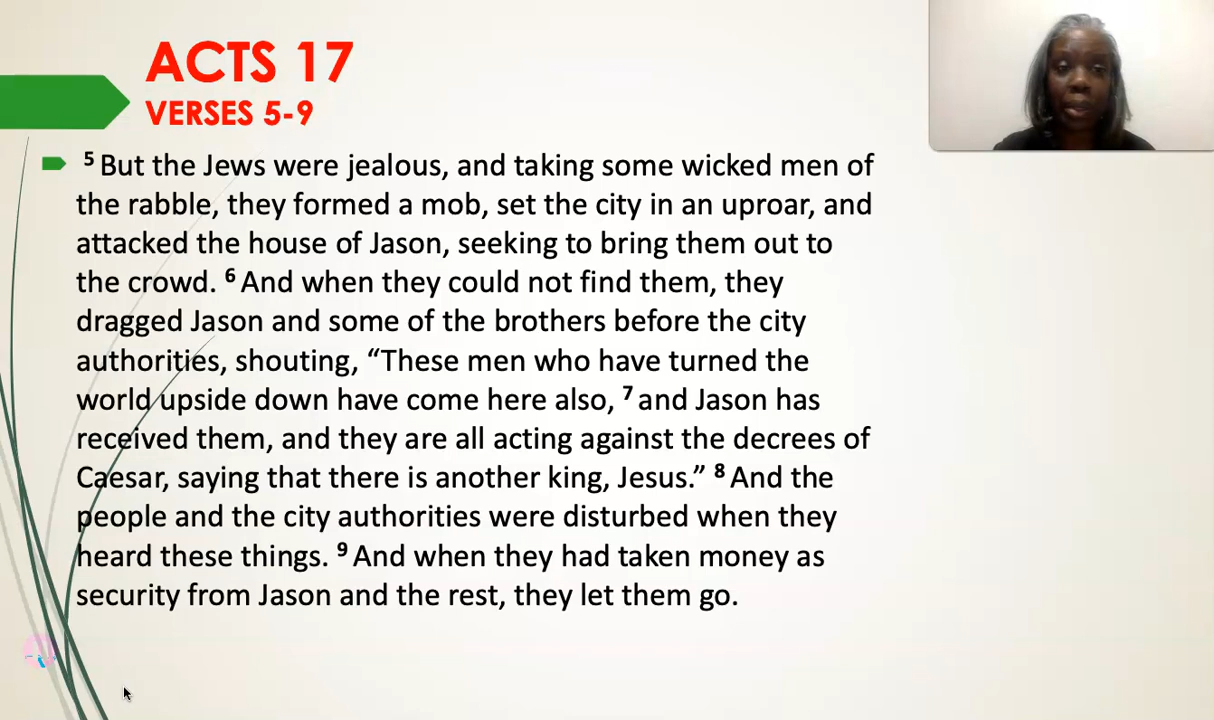 ACTS 17
VERSES 5-9
5 But the Jews were jealous, and taking some wicked men of
the rabble, they formed a mob, set the city in an uproar, and
attacked the house of Jason, seeking to bring them out to
the crowd. 6 And when they could not find them, they
dragged Jason and some of the brothers before the city
authorities, shouting, “These men who have turned the
world upside down have come here also, 7 and Jason has
received them, and they are all acting against the decrees of
Caesar, saying that there is another king, Jesus.” 8 And the
people and the city authorities were disturbed when they
heard these things. 9 And when they had taken money as
security from Jason and the rest, they let them go.